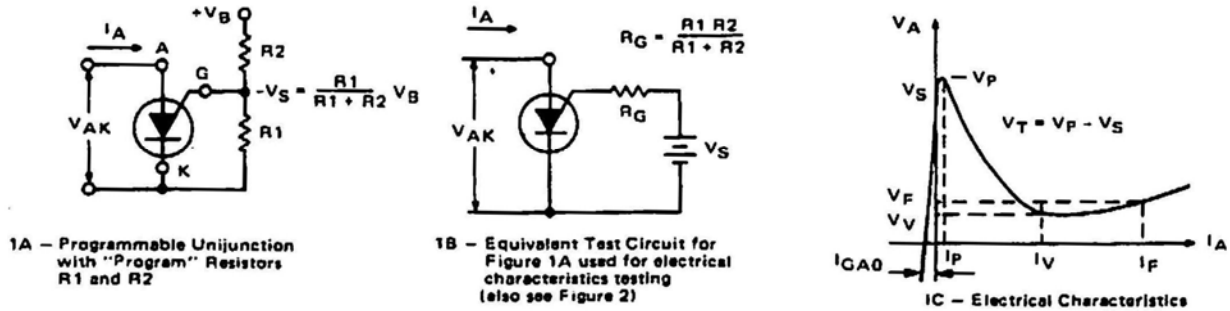 +VB
IA
A
R2
G
-VS = R1 / R1 + R2 VB
VAK
R1
K
1A – Programmable Unijunction
with "Program" Resistors
R1 and R2
IA
RG = R1 R2 / R1 + R2
RG
VAK
VS
1B – Equivalent Test Circuit for
Figure 1A used for electrical
characteristics testing
(also see Figure 2)
VA
–VP
VS
VT = VP – VS
VF
VV
IA
IGAO
IP
IV
IF
IC – Electrical Characteristics